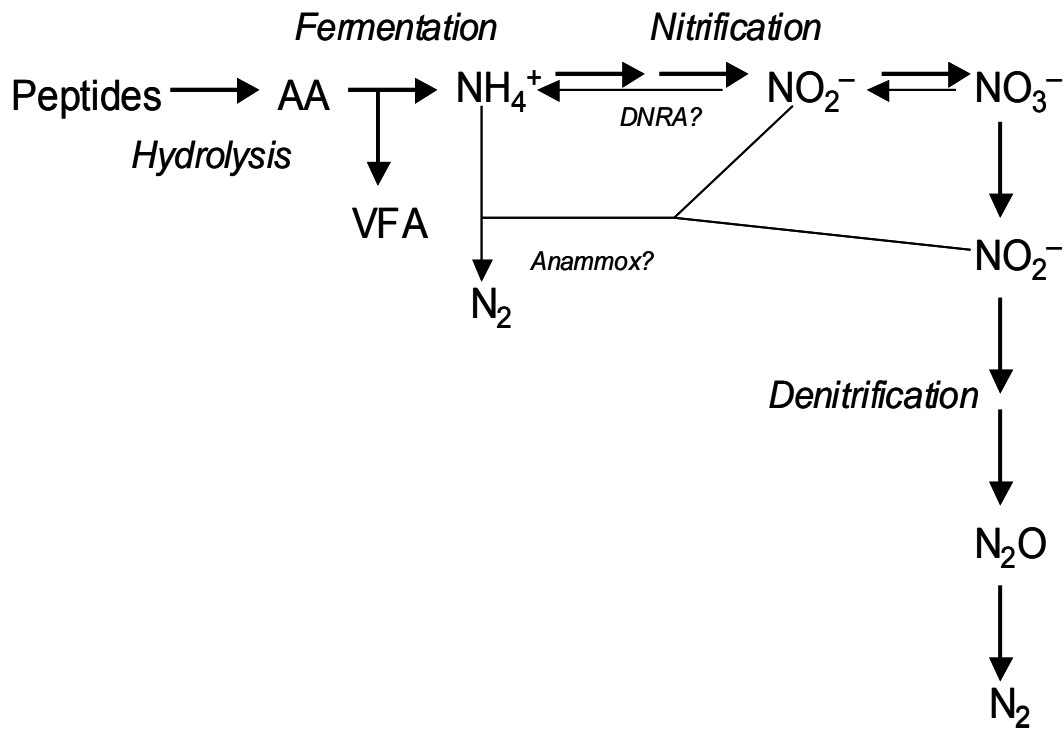 Fermentation Nitrification
Peptides AA NH₄⁺ NO₂⁻ NO₃⁻
DNRA?
Hydrolysis
VFA
NO₂⁻
Anammox?
N₂
Denitrification
N₂O
N₂